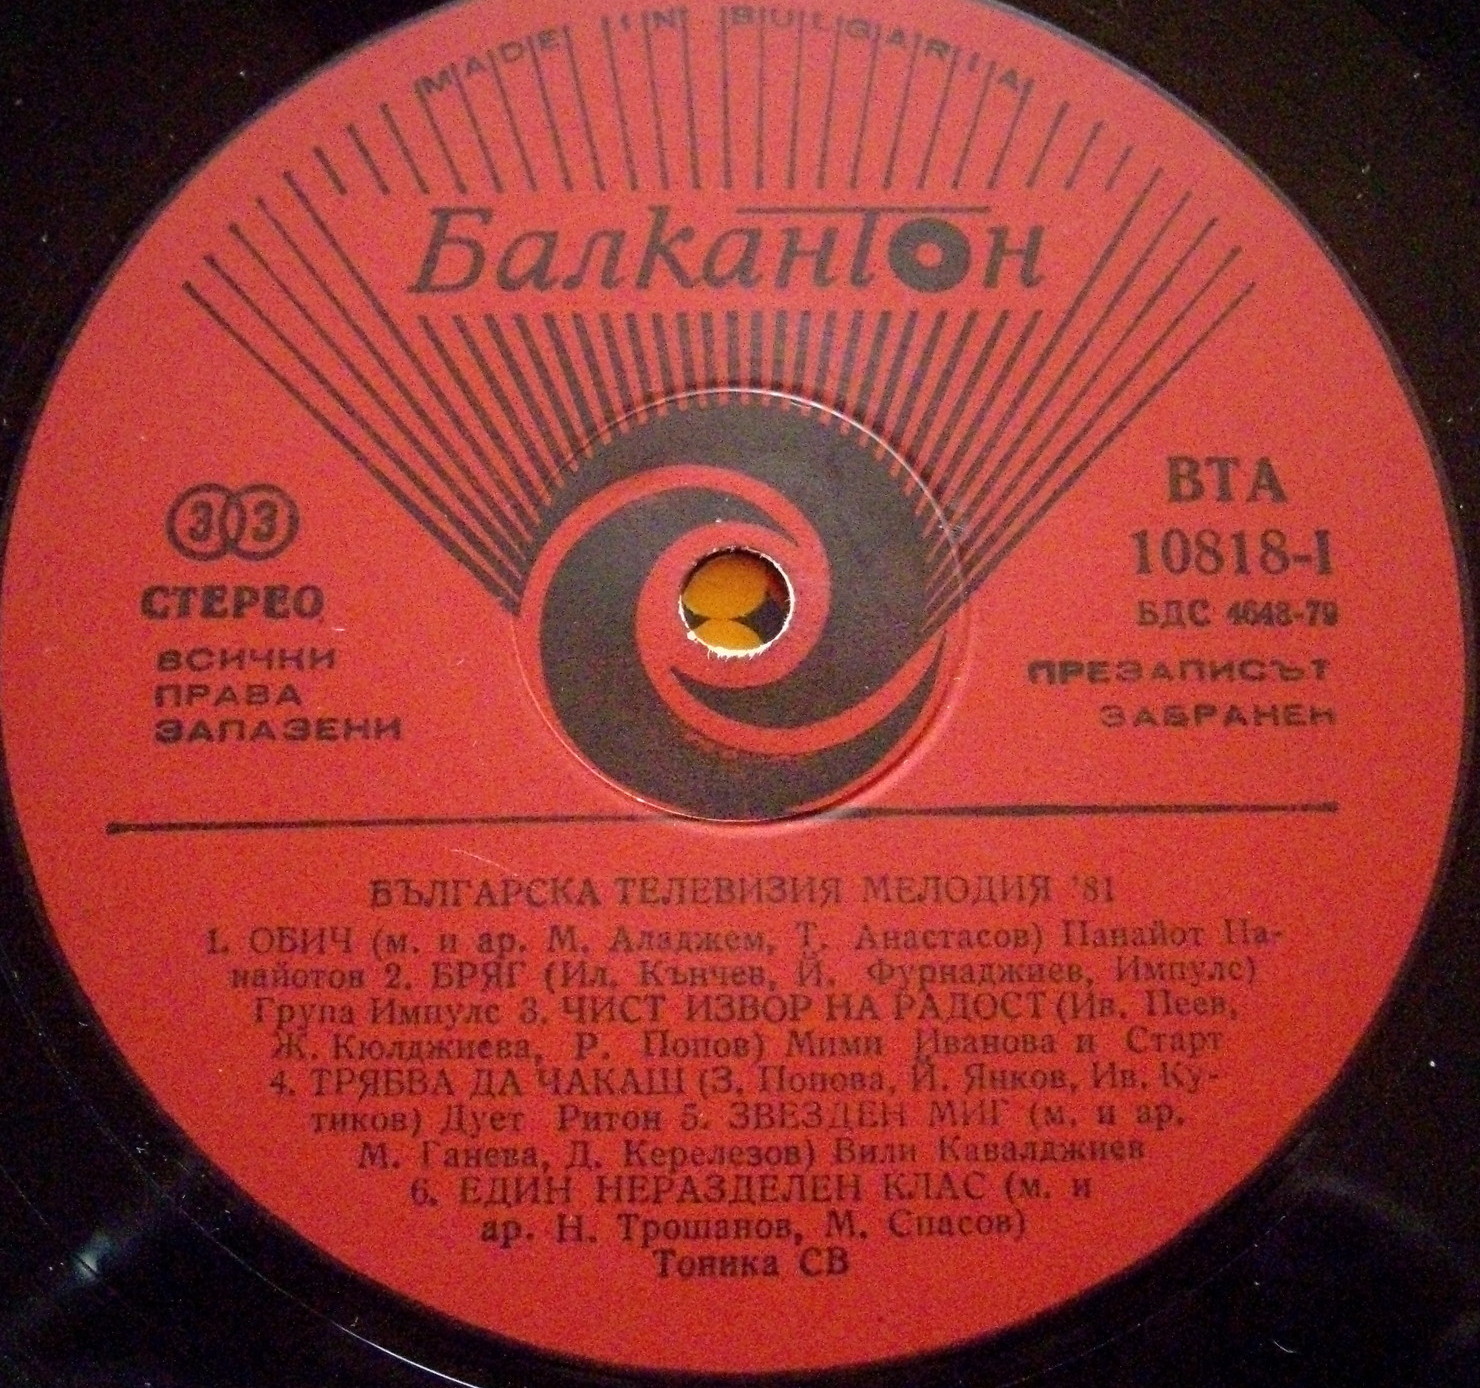 MADE IN BULGARIA
Балкантон
33
СТЕРЕО
ВСИЧКИ
ПРАВА
ЗАПАЗЕНИ
ВТА
10818-I
БДС 4648-79
ПРЕЗАПИСЪТ
ЗАБРАНЕН
БЪЛГАРСКА ТЕЛЕВИЗИЯ МЕЛОДИЯ '81
1. ОБИЧ (м. и ар. М. Аладжем, Т. Анастасов) Панайот Па-
найотов 2. БРЯГ (Ил. Кънчев, Й. Фурнаджиев, Импулс)
Група Импулс 3. ЧИСТ ИЗВОР НА РАДОСТ (Ив. Пеев,
Ж. Кюлджиева, Р. Попов) Мими Иванова и Старт
4. ТРЯБВА ДА ЧАКАШ (З. Попова, Й. Янков, Ив. Ку-
тиков) Дует Ритон 5. ЗВЕЗДЕН МИГ (м. и ар.
М. Ганева, Д. Керелезов) Вили Кавалджиев
6. ЕДИН НЕРАЗДЕЛЕН КЛАС (м. и
ар. Н. Трошанов, М. Спасов)
Тоника СВ